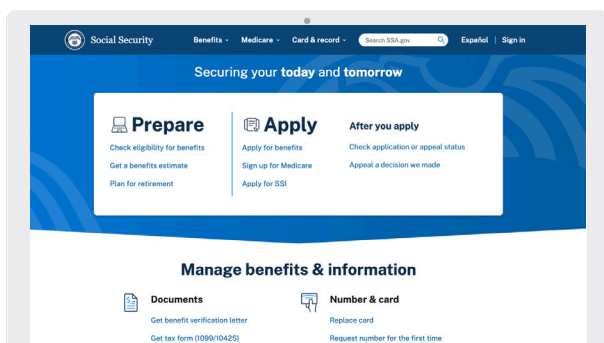 Social Security
Benefits
Medicare
Card & record
Search SSA.gov
Español | Sign in
Securing your today and tomorrow
Prepare
Check eligibility for benefits
Get a benefits estimate
Plan for retirement
Apply
Apply for benefits
Sign up for Medicare
Apply for SSI
After you apply
Check application or appeal status
Appeal a decision we made
Manage benefits & information
Documents
Get benefit verification letter
Get tax form (1099/1042S)
Number & card
Replace card
Request number for the first time